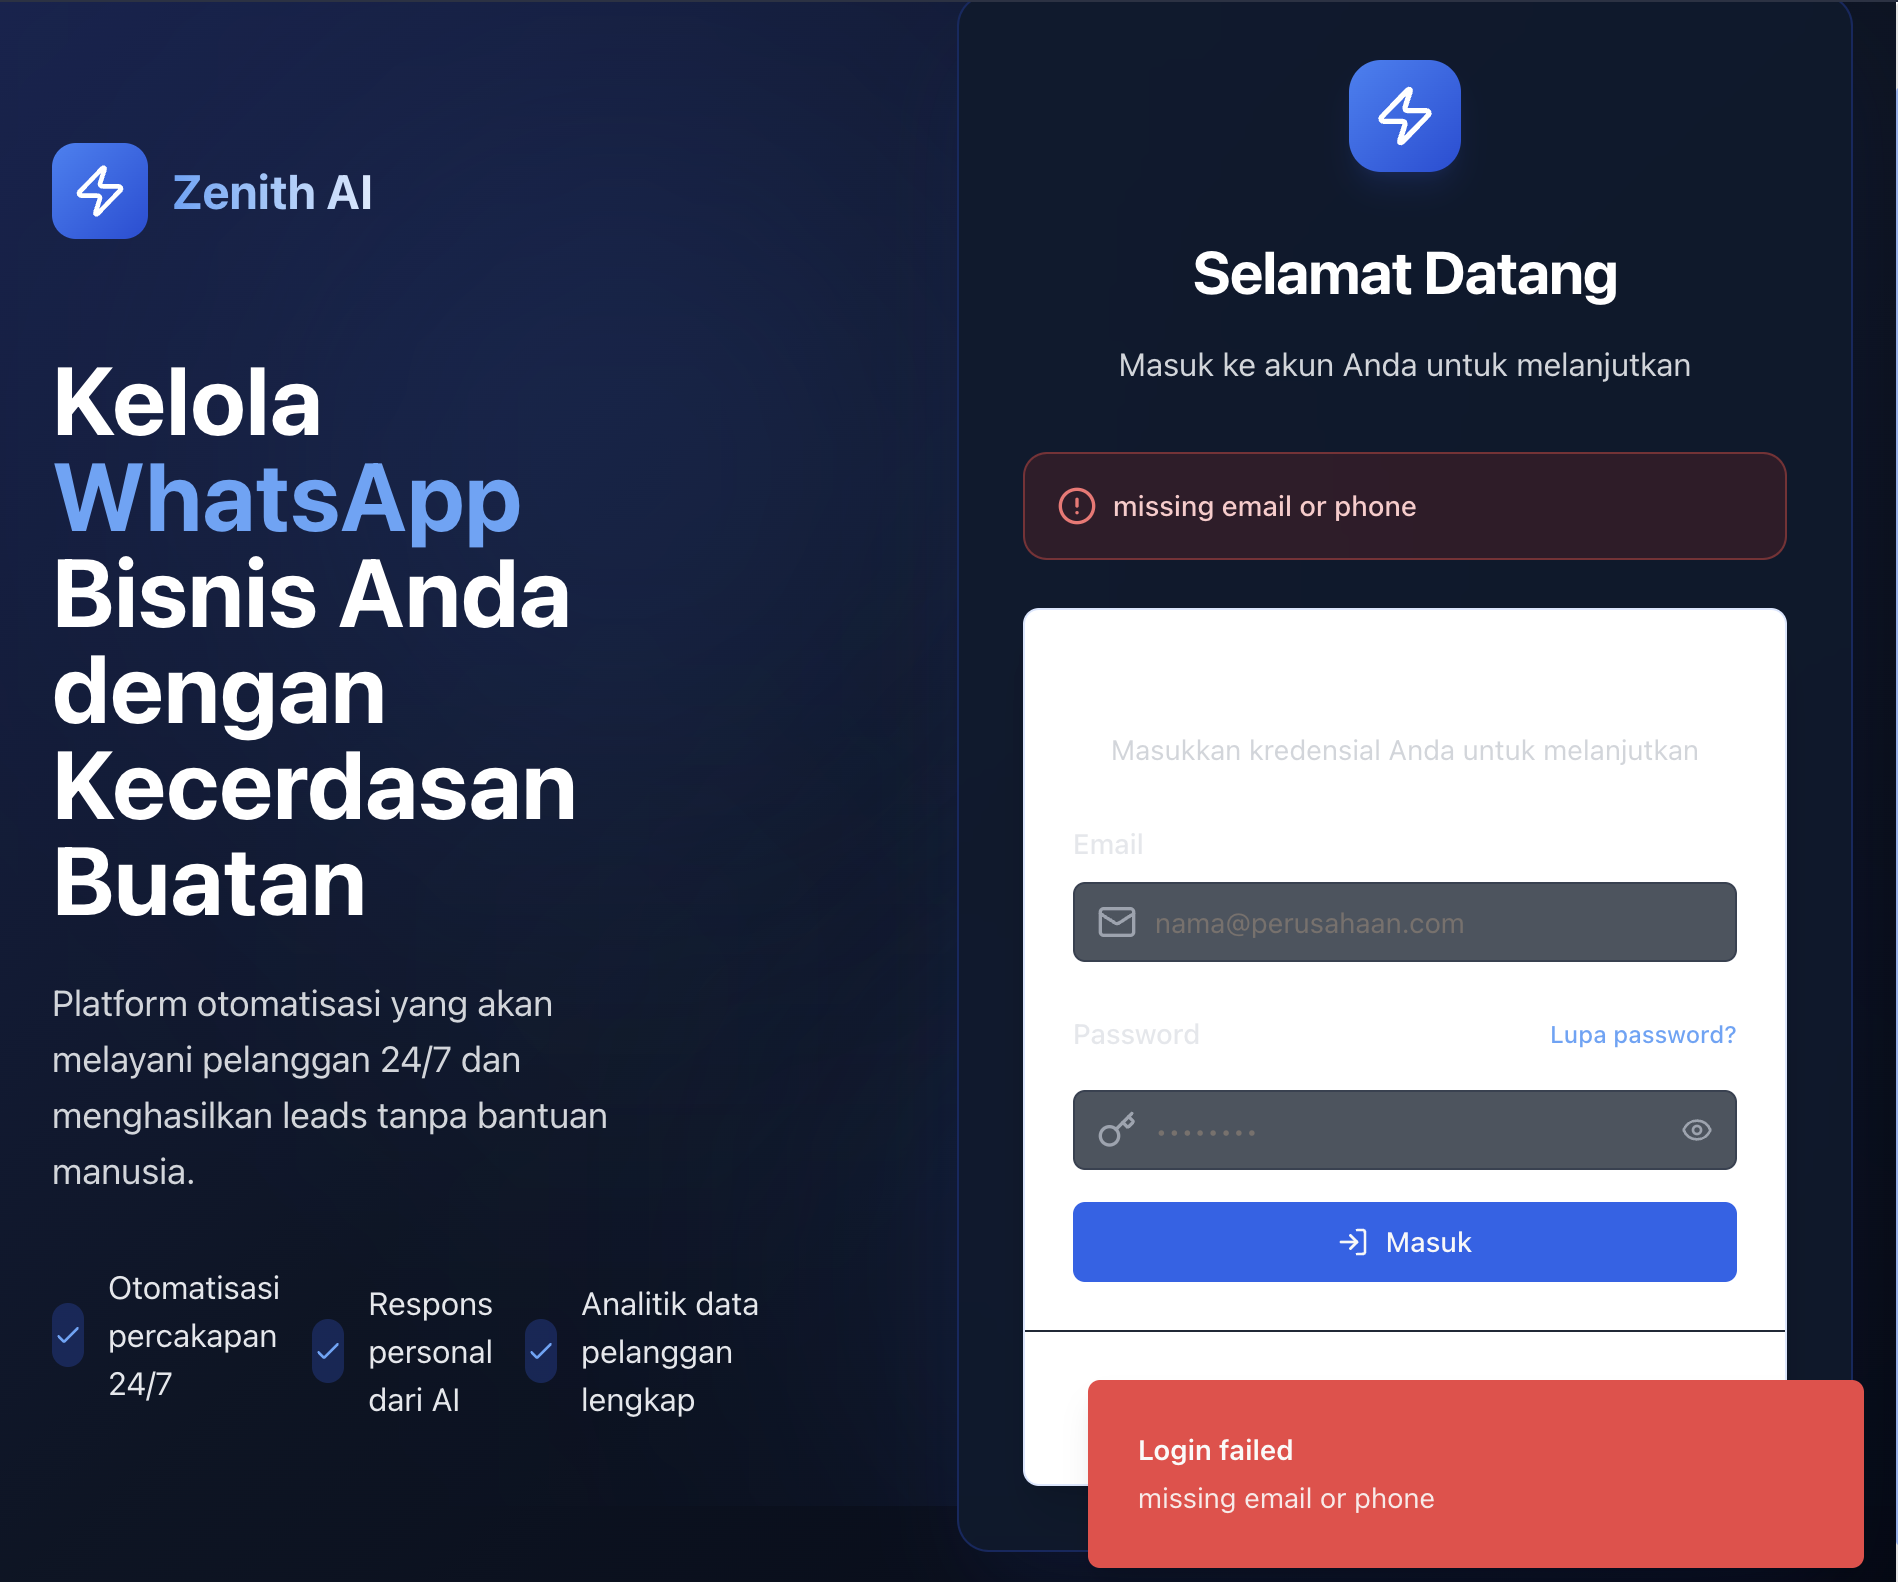 Zenith AI
Kelola
WhatsApp
Bisnis Anda
dengan
Kecerdasan
Buatan
Platform otomatisasi yang akan
melayani pelanggan 24/7 dan
menghasilkan leads tanpa bantuan
manusia.
Otomatisasi
percakapan
24/7
Respons
personal
dari AI
Analitik data
pelanggan
lengkap
Selamat Datang
Masuk ke akun Anda untuk melanjutkan
missing email or phone
Masukkan kredensial Anda untuk melanjutkan
Email
nama@perusahaan.com
Password
Lupa password?
••••••••
Masuk
Login failed
missing email or phone